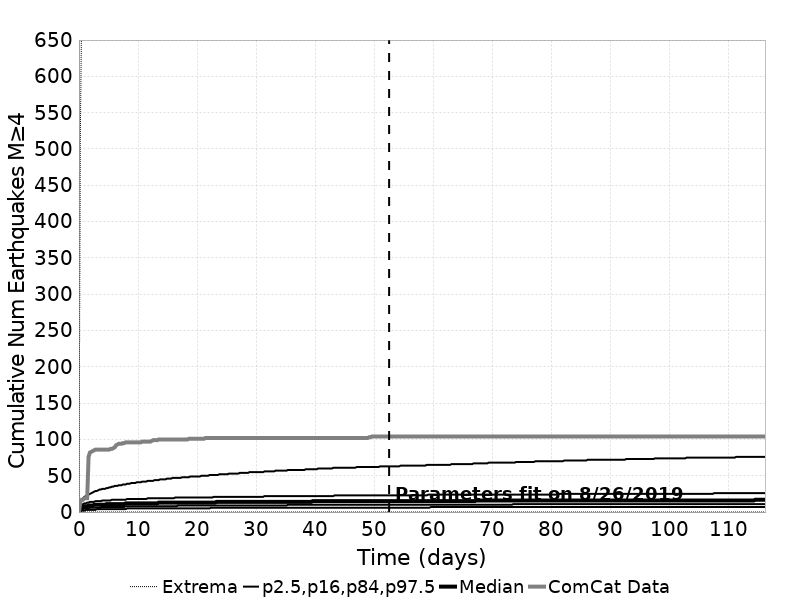 650
600
550
500
450
400
350
300
250
200
150
100
50
0
Cumulative Num Earthquakes M≥4
Parameters fit on 8/26/2019
0 10 20 30 40 50 60 70 80 90 100 110
Time (days)
Extrema p2.5,p16,p84,p97.5 Median ComCat Data